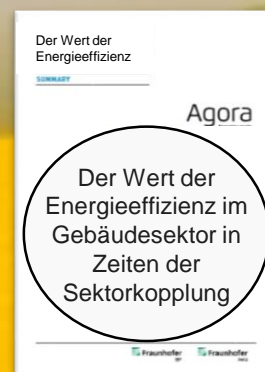 Der Wert der
Energieeffizienz
SUMMARY
Agora
Der Wert der
Energieeffizienz im
Gebäudesektor in
Zeiten der
Sektorkopplung
Fraunhofer Fraunhofer